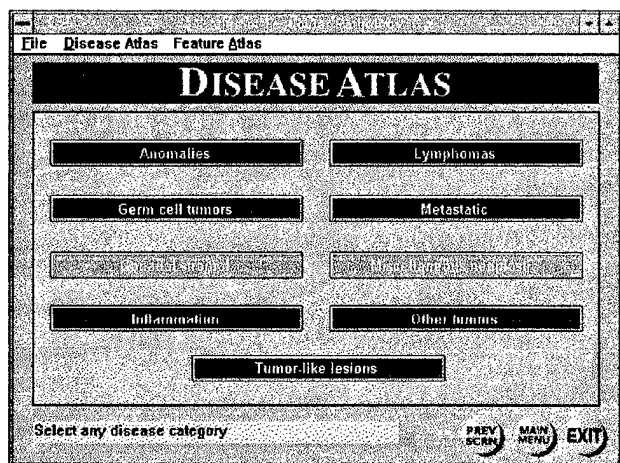 File Disease Atlas Feature Atlas
DISEASE ATLAS
Anomalies Lymphomas
Germ cell tumors Metastatic
Inflammation Other tumors
Tumor-like lesions
Select any disease category
PREV SCRN MAIN MENU EXIT